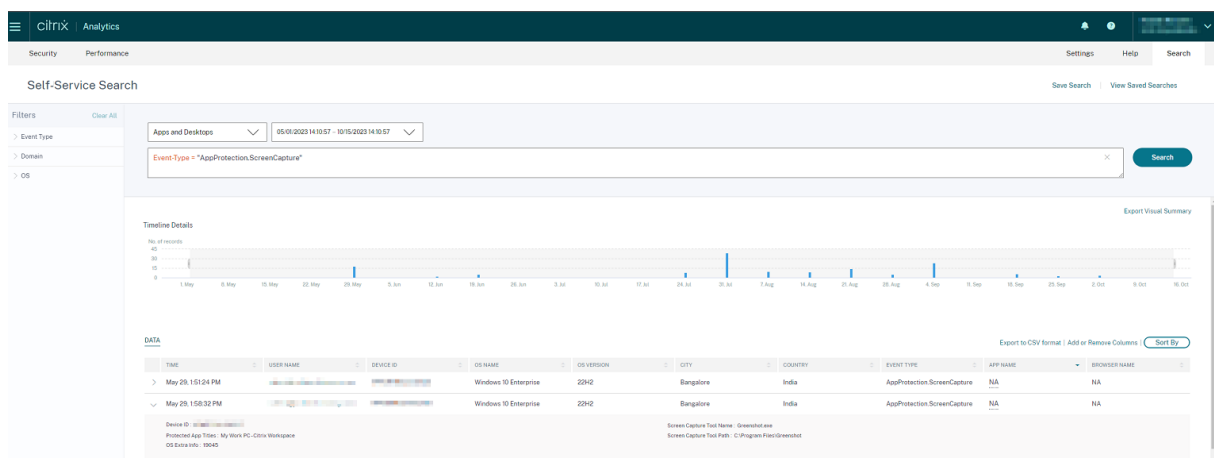 citrix | Analytics
Security Performance Settings Help Search
Self-Service Search Save Search | View Saved Searches
Filters Clear All
Event Type
Domain
OS
Apps and Desktops 05/01/2023 14:10:57 - 10/15/2023 14:10:57
Event-Type = "AppProtection.ScreenCapture" × Search
Export Visual Summary
Timeline Details
No. of records
45
30
15
0
1. May 8. May 15. May 22. May 29. May 5. Jun 12. Jun 19. Jun 26. Jun 3. Jul 10. Jul 17. Jul 24. Jul 31. Jul 7. Aug 14. Aug 21. Aug 28. Aug 4. Sep 11. Sep 18. Sep 25. Sep 2. Oct 9. Oct 16. Oct
DATA Export to CSV format | Add or Remove Columns | Sort By
TIME USER NAME DEVICE ID OS NAME OS VERSION CITY COUNTRY EVENT TYPE APP NAME BROWSER NAME
May 29, 1:51:24 PM Windows 10 Enterprise 22H2 Bangalore India AppProtection.ScreenCapture NA NA
May 29, 1:58:32 PM Windows 10 Enterprise 22H2 Bangalore India AppProtection.ScreenCapture NA NA
Device ID : Screen Capture Tool Name : Greenshot.exe
Protected App Titles : My Work PC -Citrix Workspace Screen Capture Tool Path : C:\Program Files\Greenshot
OS Extra Info : 19045